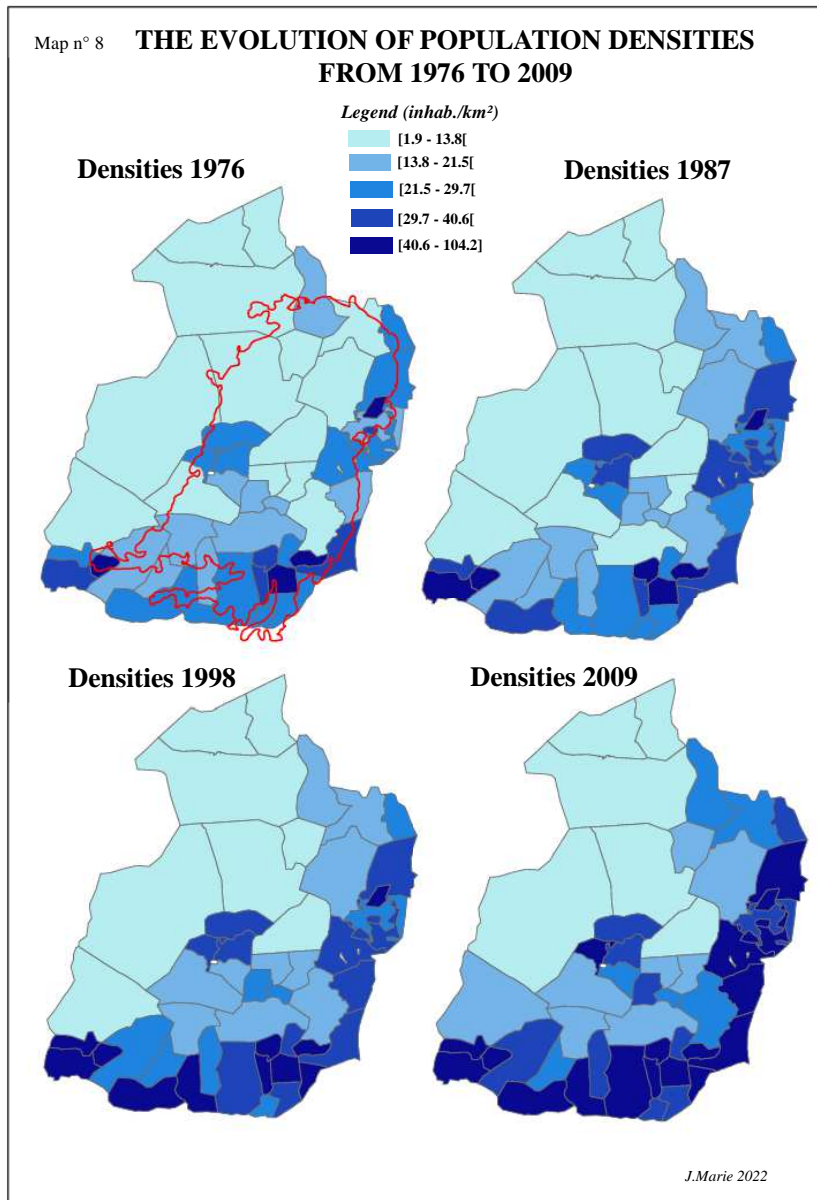 Map n° 8
THE EVOLUTION OF POPULATION DENSITIES
FROM 1976 TO 2009
Legend (inhab./km²)
[1.9 - 13.8[
[13.8 - 21.5[
[21.5 - 29.7[
[29.7 - 40.6[
[40.6 - 104.2]
Densities 1976
Densities 1987
Densities 1998
Densities 2009
J.Marie 2022